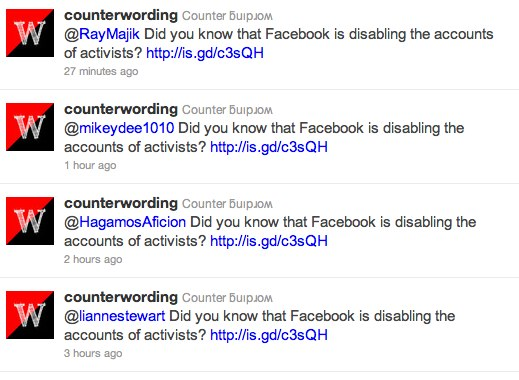 W
counterwording Counter ƃuıpɹoʍ
@RayMajik Did you know that Facebook is disabling the accounts
of activists? http://is.gd/c3sQH
27 minutes ago
W
counterwording Counter ƃuıpɹoʍ
@mikeydee1010 Did you know that Facebook is disabling the
accounts of activists? http://is.gd/c3sQH
1 hour ago
W
counterwording Counter ƃuıpɹoʍ
@HagamosAficion Did you know that Facebook is disabling the
accounts of activists? http://is.gd/c3sQH
2 hours ago
W
counterwording Counter ƃuıpɹoʍ
@liannestewart Did you know that Facebook is disabling the
accounts of activists? http://is.gd/c3sQH
3 hours ago